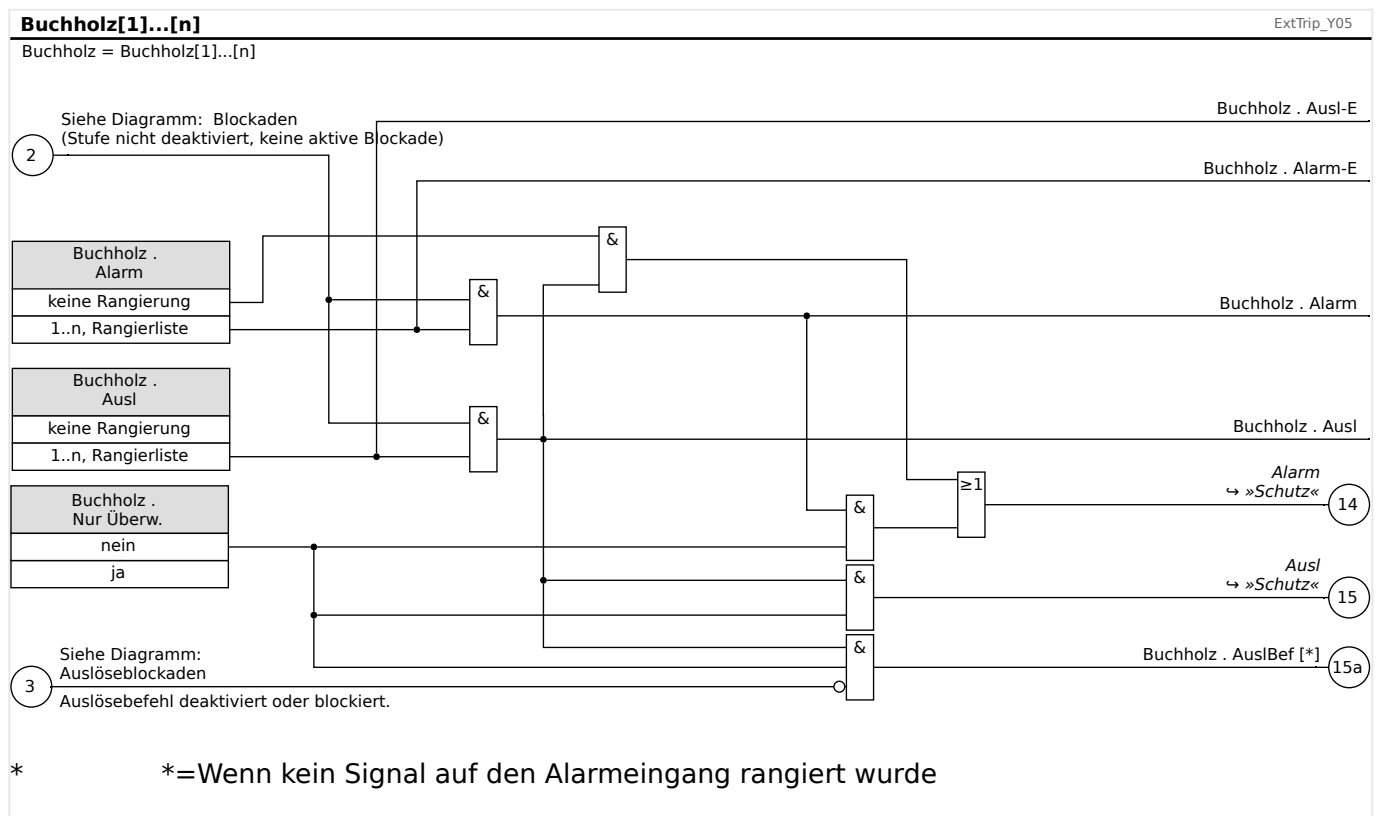 Buchholz[1]...[n]
ExtTrip_Y05
Buchholz = Buchholz[1]...[n]
Siehe Diagramm:  Blockaden
(Stufe nicht deaktiviert, keine aktive Blockade)
2
Buchholz . Ausl-E
Buchholz . Alarm-E
Buchholz .
Alarm
keine Rangierung
1..n, Rangierliste
&
&
Buchholz . Alarm
Buchholz .
Ausl
keine Rangierung
1..n, Rangierliste
&
Buchholz . Ausl
Buchholz .
Nur Überw.
nein
ja
&
≥1
Alarm
↪ »Schutz«
14
&
Ausl
↪ »Schutz«
15
Siehe Diagramm:
Auslöseblockaden
3
Auslösebefehl deaktiviert oder blockiert.
&
Buchholz . AuslBef [*]
15a
* *=Wenn kein Signal auf den Alarmeingang rangiert wurde